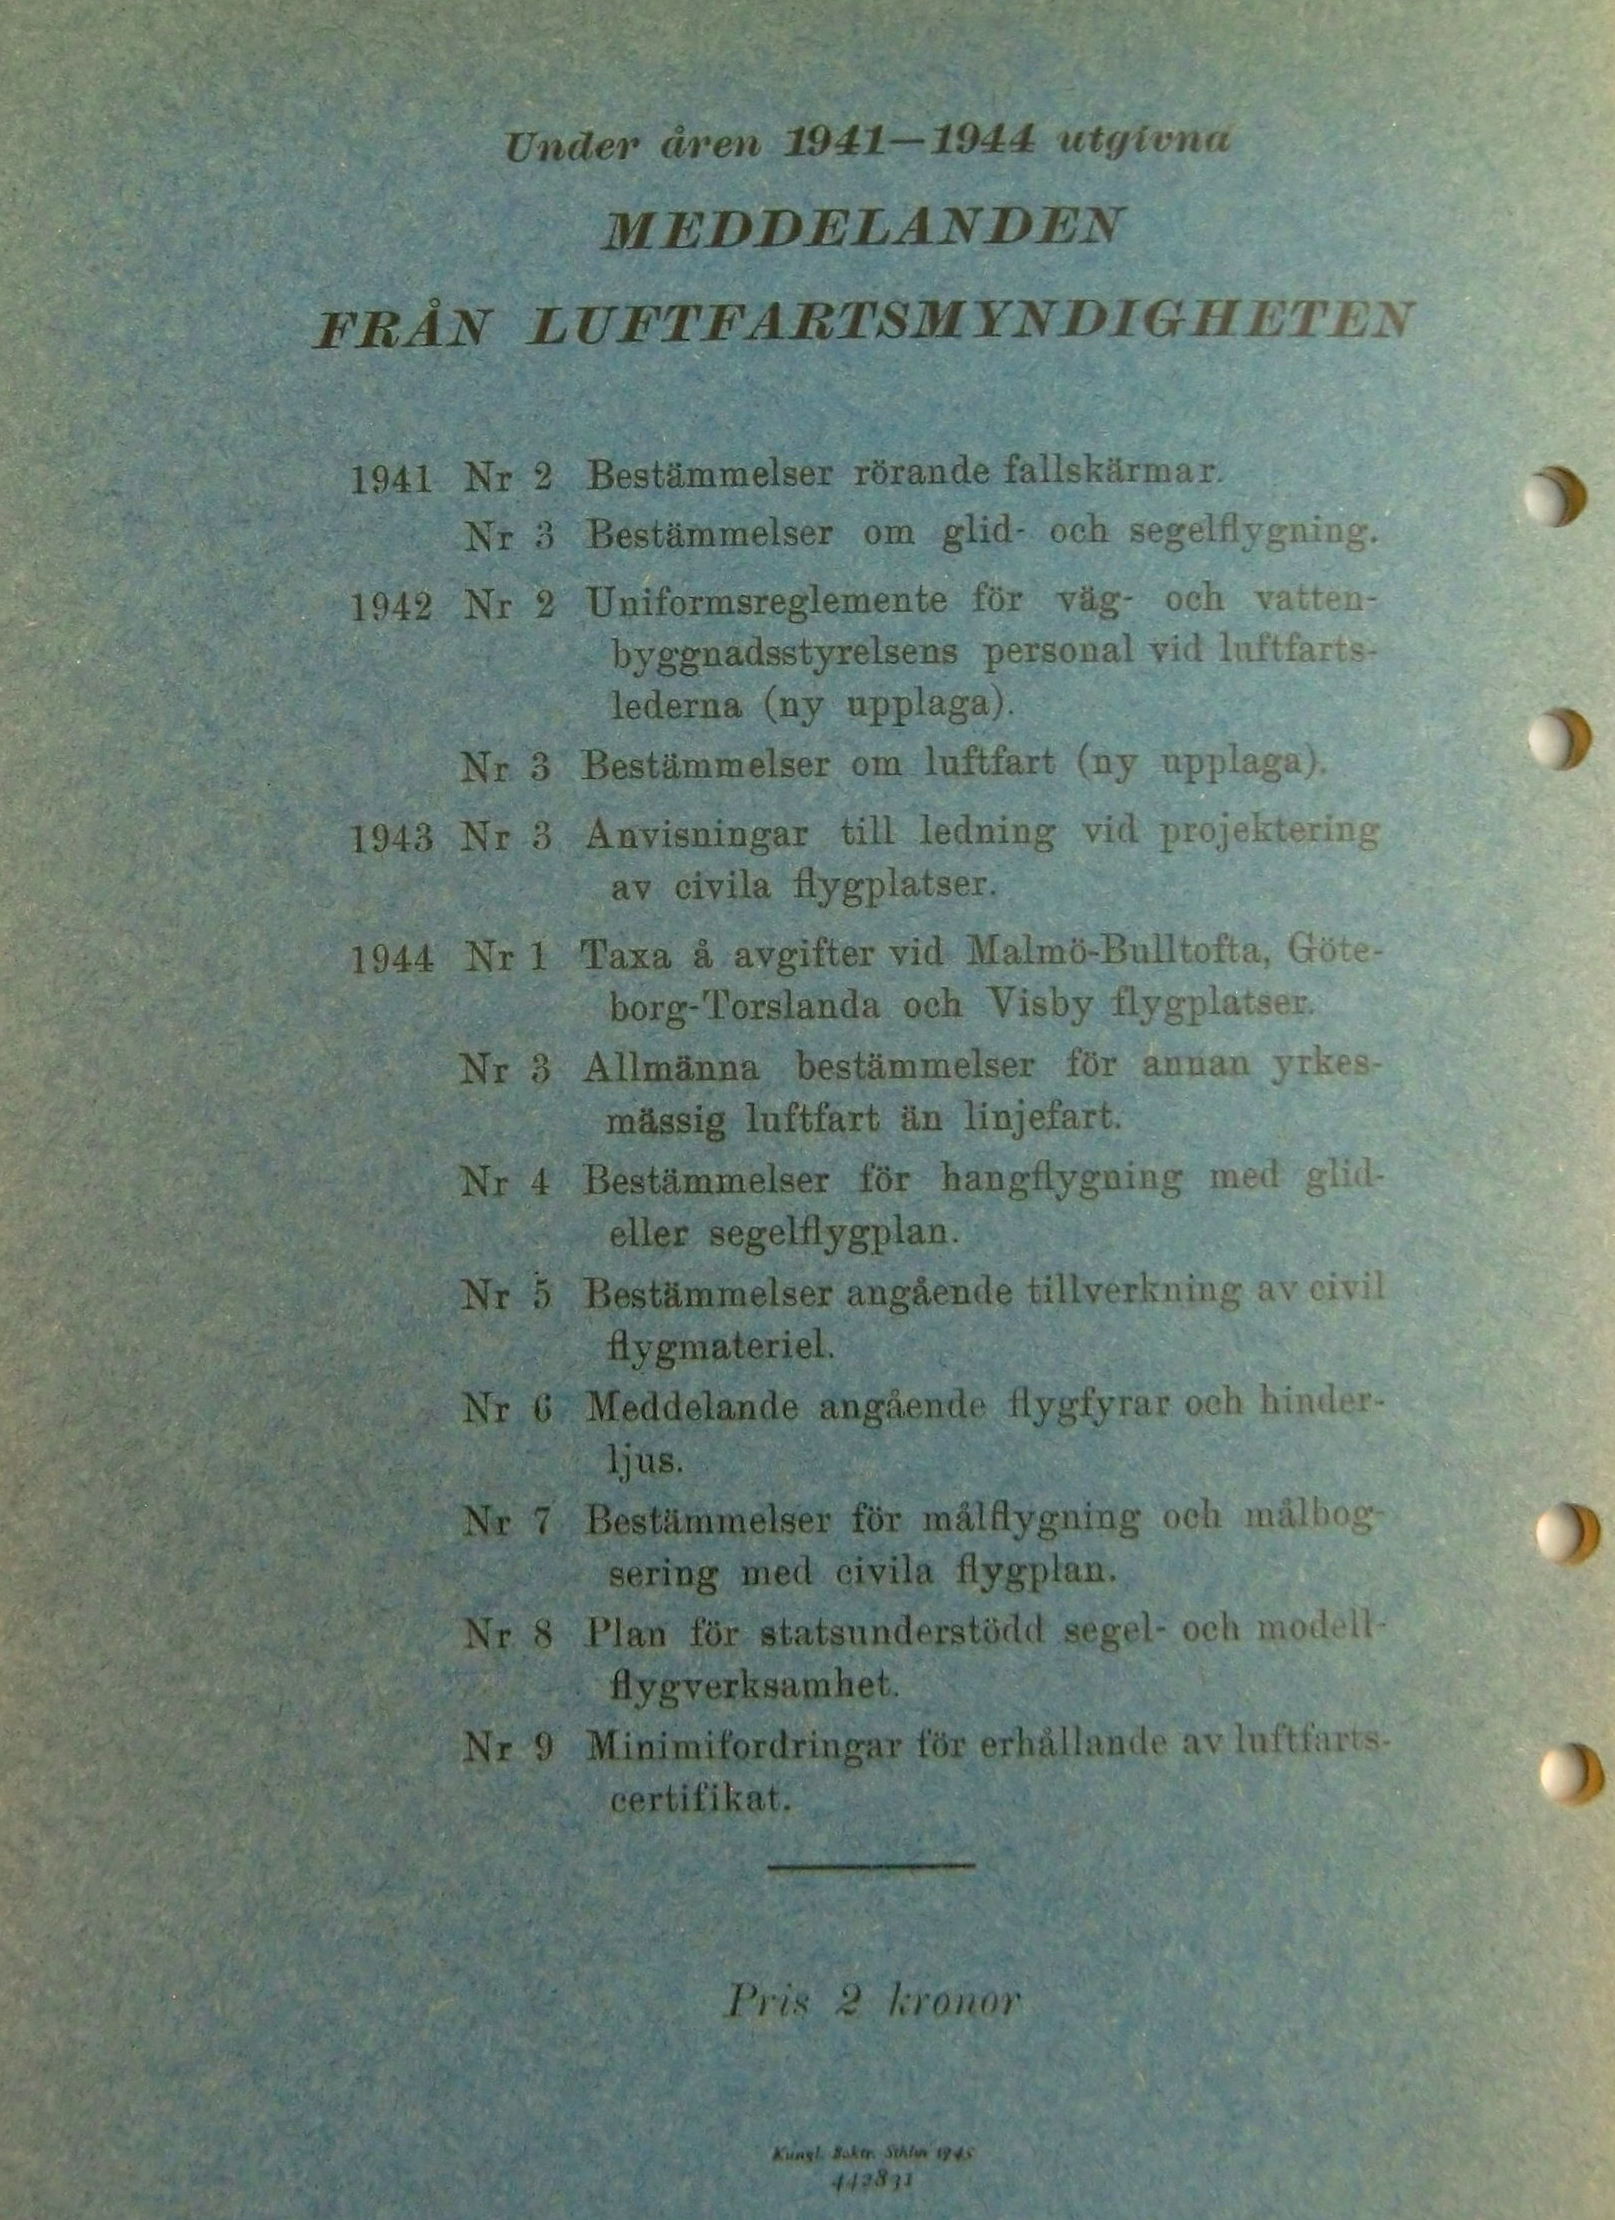 Under åren 1941—1944 utgivna
MEDDELANDEN
FRÅN LUFTFARTSMYNDIGHETEN
1941 Nr 2 Bestämmelser rörande fallskärmar.
Nr 3 Bestämmelser om glid- och segelflygning.
1942 Nr 2 Uniformsreglemente för väg- och vatten-
byggnadsstyrelsens personal vid luftfarts-
lederna (ny upplaga).
Nr 3 Bestämmelser om luftfart (ny upplaga).
1943 Nr 3 Anvisningar till ledning vid projektering
av civila flygplatser.
1944 Nr 1 Taxa å avgifter vid Malmö-Bulltofta, Göte-
borg-Torslanda och Visby flygplatser.
Nr 3 Allmänna bestämmelser för annan yrkes-
mässig luftfart än linjefart.
Nr 4 Bestämmelser för hangflygning med glid-
eller segelflygplan.
Nr 5 Bestämmelser angående tillverkning av civil
flygmateriel.
Nr 6 Meddelande angående flygfyrar och hinder-
ljus.
Nr 7 Bestämmelser för målflygning och målbog-
sering med civila flygplan.
Nr 8 Plan för statsunderstödd segel- och modell-
flygverksamhet.
Nr 9 Minimifordringar för erhållande av luftfarts-
certifikat.
Pris 2 kronor
Kungl. Boktr. Sthlm 1945
442831